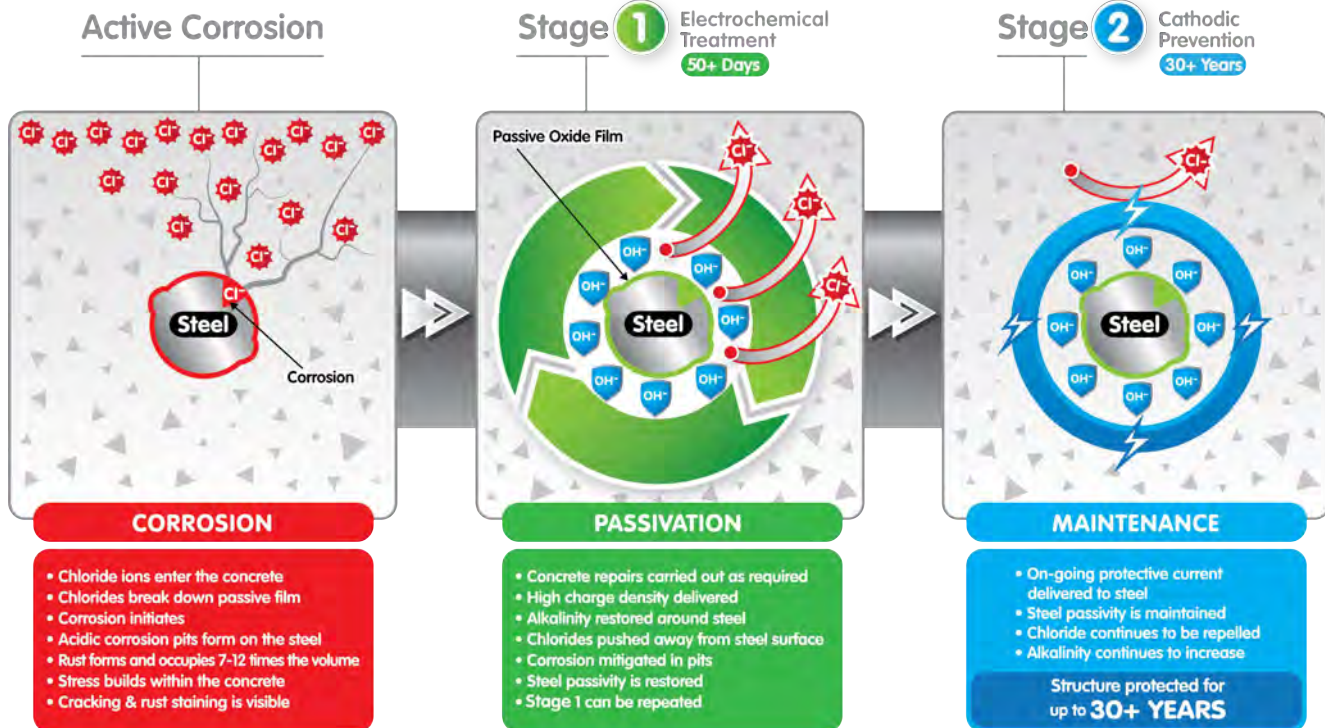 Active Corrosion
Cl⁻ Cl⁻ Cl⁻ Cl⁻ Cl⁻ Cl⁻ Cl⁻ Cl⁻ Cl⁻ Cl⁻ Cl⁻
Cl⁻ Cl⁻ Cl⁻
Cl⁻ Cl⁻ Cl⁻
Cl⁻
Cl⁻
Steel
Corrosion
CORROSION
• Chloride ions enter the concrete
• Chlorides break down passive film
• Corrosion initiates
• Acidic corrosion pits form on the steel
• Rust forms and occupies 7-12 times the volume
• Stress builds within the concrete
• Cracking & rust staining is visible
Stage 1 Electrochemical
Treatment
50+ Days
Passive Oxide Film
Cl⁻
Cl⁻
Cl⁻
OH⁻
OH⁻ OH⁻
OH⁻ OH⁻
OH⁻ OH⁻
OH⁻
Steel
PASSIVATION
• Concrete repairs carried out as required
• High charge density delivered
• Alkalinity restored around steel
• Chlorides pushed away from steel surface
• Corrosion mitigated in pits
• Steel passivity is restored
• Stage 1 can be repeated
Stage 2 Cathodic
Prevention
30+ Years
Cl⁻
OH⁻
OH⁻ OH⁻
OH⁻ Steel OH⁻
OH⁻ OH⁻
OH⁻
MAINTENANCE
• On-going protective current
delivered to steel
• Steel passivity is maintained
• Chloride continues to be repelled
• Alkalinity continues to increase
Structure protected for
up to 30+ YEARS